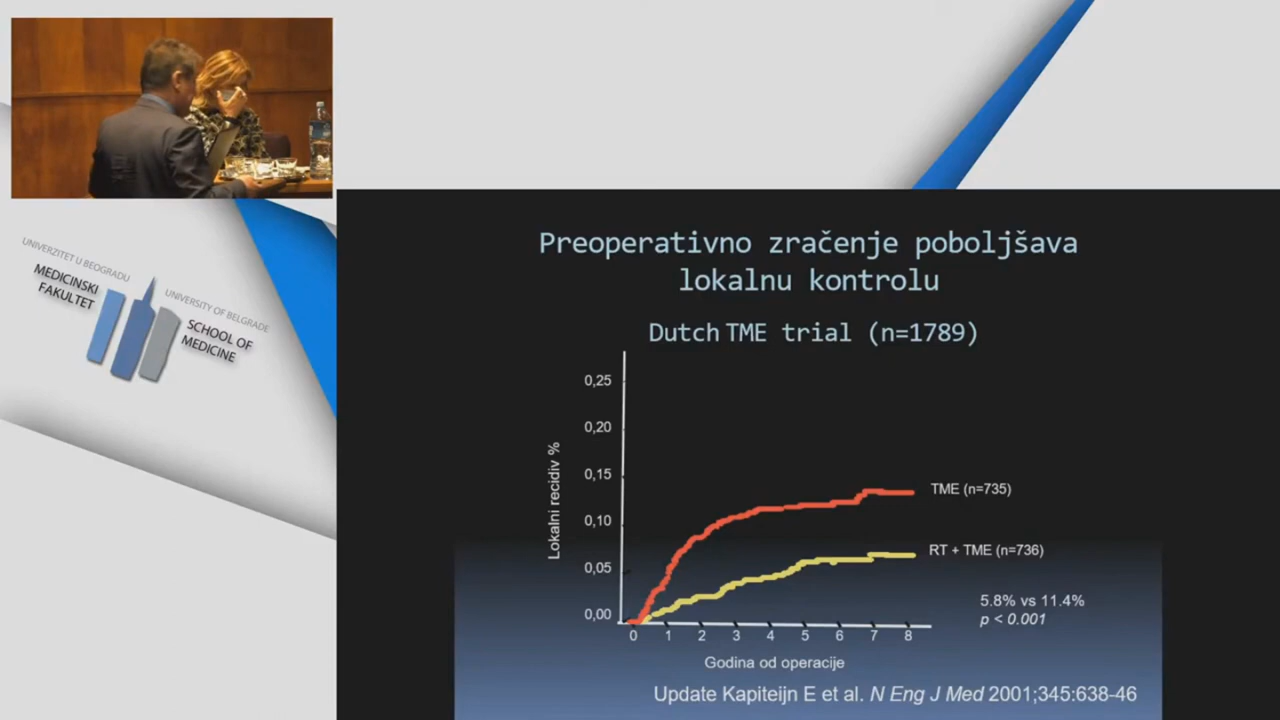 UNIVERZITET U BEOGRADU
MEDICINSKI
FAKULTET
UNIVERSITY OF BELGRADE
SCHOOL OF
MEDICINE
Preoperativno zračenje poboljšava
lokalnu kontrolu
Dutch TME trial (n=1789)
Lokalni recidiv %
0,25
0,20
0,15
0,10
0,05
0,00
TME (n=735)
RT + TME (n=736)
5.8% vs 11.4%
p < 0.001
0 1 2 3 4 5 6 7 8
Godina od operacije
Update Kapiteijn E et al. N Eng J Med 2001;345:638-46